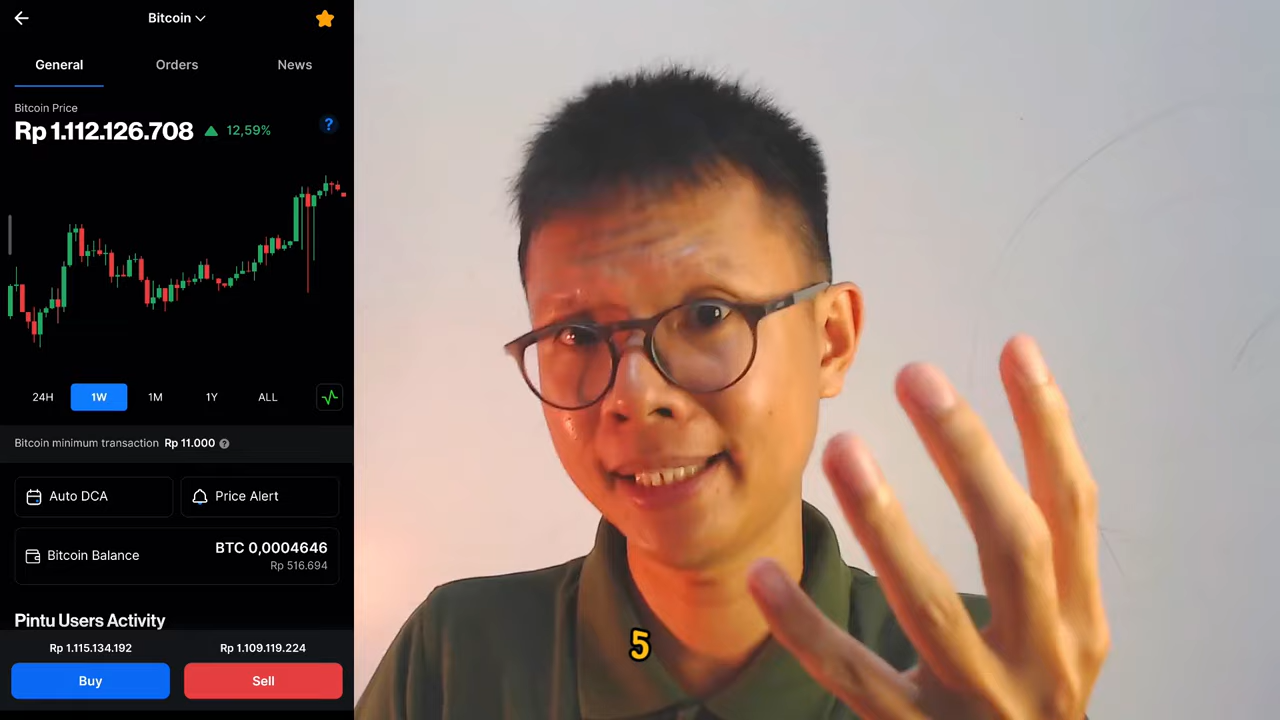 Bitcoin
General Orders News
Bitcoin Price
Rp 1.112.126.708 12,59%
?
24H 1W 1M 1Y ALL
Bitcoin minimum transaction Rp 11.000 ?
Auto DCA Price Alert
Bitcoin Balance BTC 0,0004646
Rp 516.694
Pintu Users Activity
Rp 1.115.134.192 Rp 1.109.119.224
Buy Sell
5